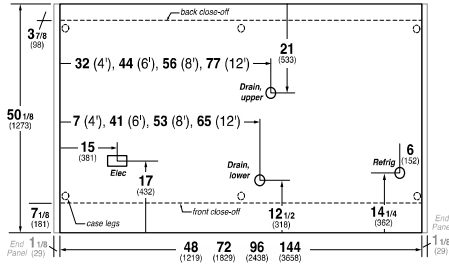 back close-off
3 7/8
(98)
21
(533)
32 (4'), 44 (6'), 56 (8'), 77 (12')
Drain,
upper
50 1/8
(1273)
7 (4'), 41 (6'), 53 (8'), 65 (12')
15
(381)
Elec
17
(432)
Drain,
lower
6
(152)
Refrig
7 1/8
(181)
case legs
front close-off
12 1/2
(318)
14 1/4
(362)
End
Panel
1 1/8
(29)
48
(1219)
72
(1829)
96
(2438)
144
(3658)
1 1/8
(29)
End
Panel